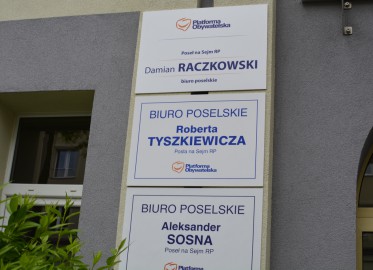 Platforma
Obywatelska
Poseł na Sejm RP
Damian RACZKOWSKI
Biuro poselskie
BIURO POSELSKIE
Roberta
TYSZKIEWICZA
Posła na Sejm RP
Platforma
Obywatelska
BIURO POSELSKIE
Aleksander
SOSNA
Poseł na Sejm RP
Platforma